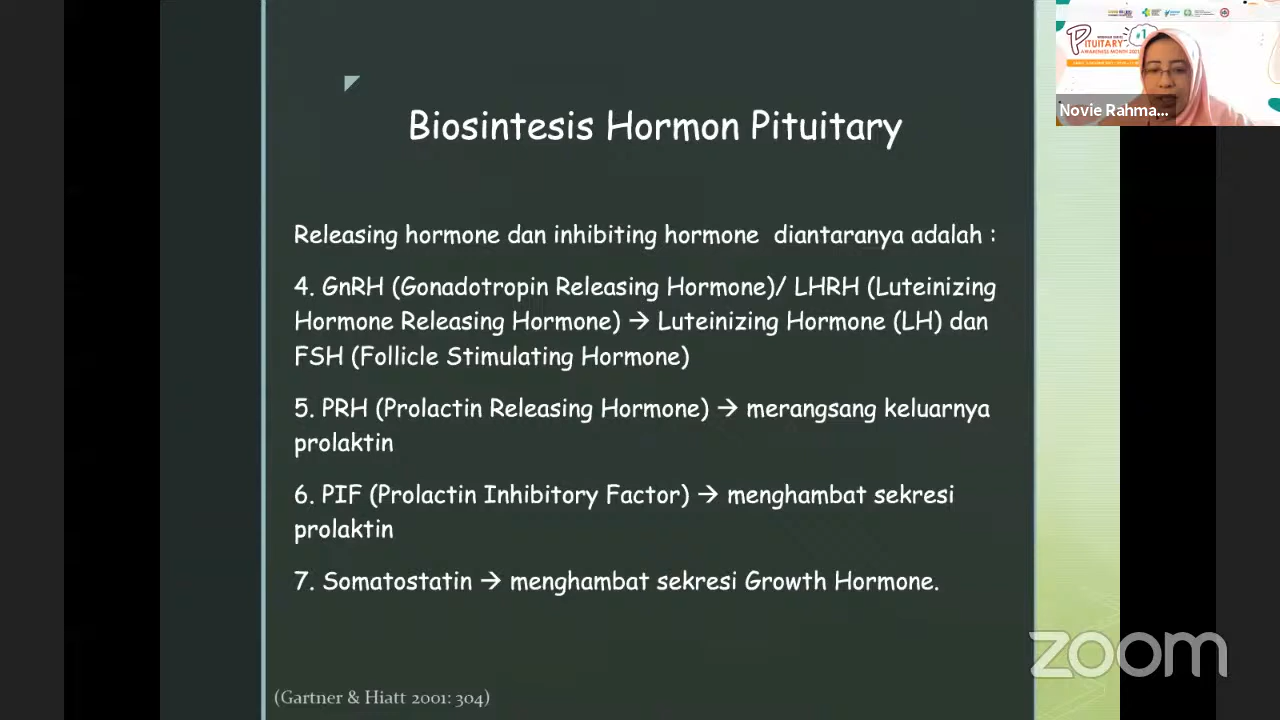 Biosintesis Hormon Pituitary
Releasing hormone dan inhibiting hormone diantaranya adalah :
4. GnRH (Gonadotropin Releasing Hormone)/ LHRH (Luteinizing
Hormone Releasing Hormone) → Luteinizing Hormone (LH) dan
FSH (Follicle Stimulating Hormone)
5. PRH (Prolactin Releasing Hormone) → merangsang keluarnya
prolaktin
6. PIF (Prolactin Inhibitory Factor) → menghambat sekresi
prolaktin
7. Somatostatin → menghambat sekresi Growth Hormone.
(Gartner & Hiatt 2001: 304)
PITUITARY
#1
Novie Rahma...
zoom